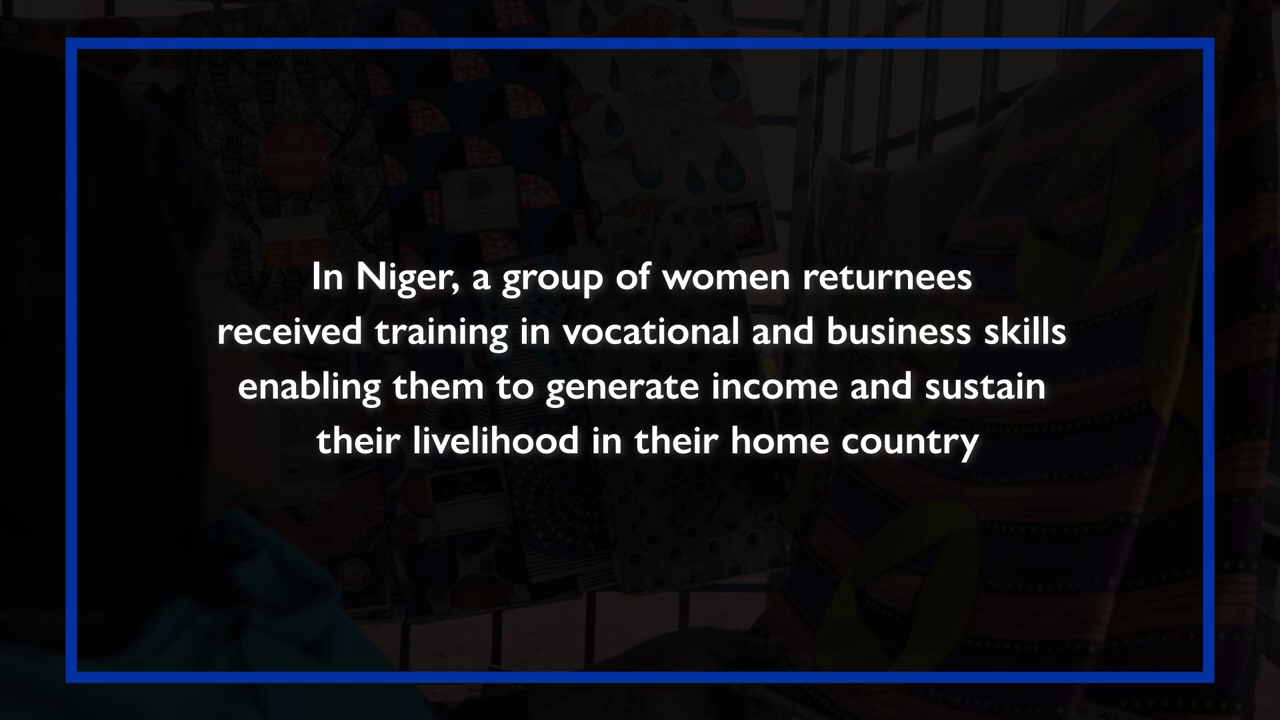 In Niger, a group of women returnees
received training in vocational and business skills
enabling them to generate income and sustain
their livelihood in their home country